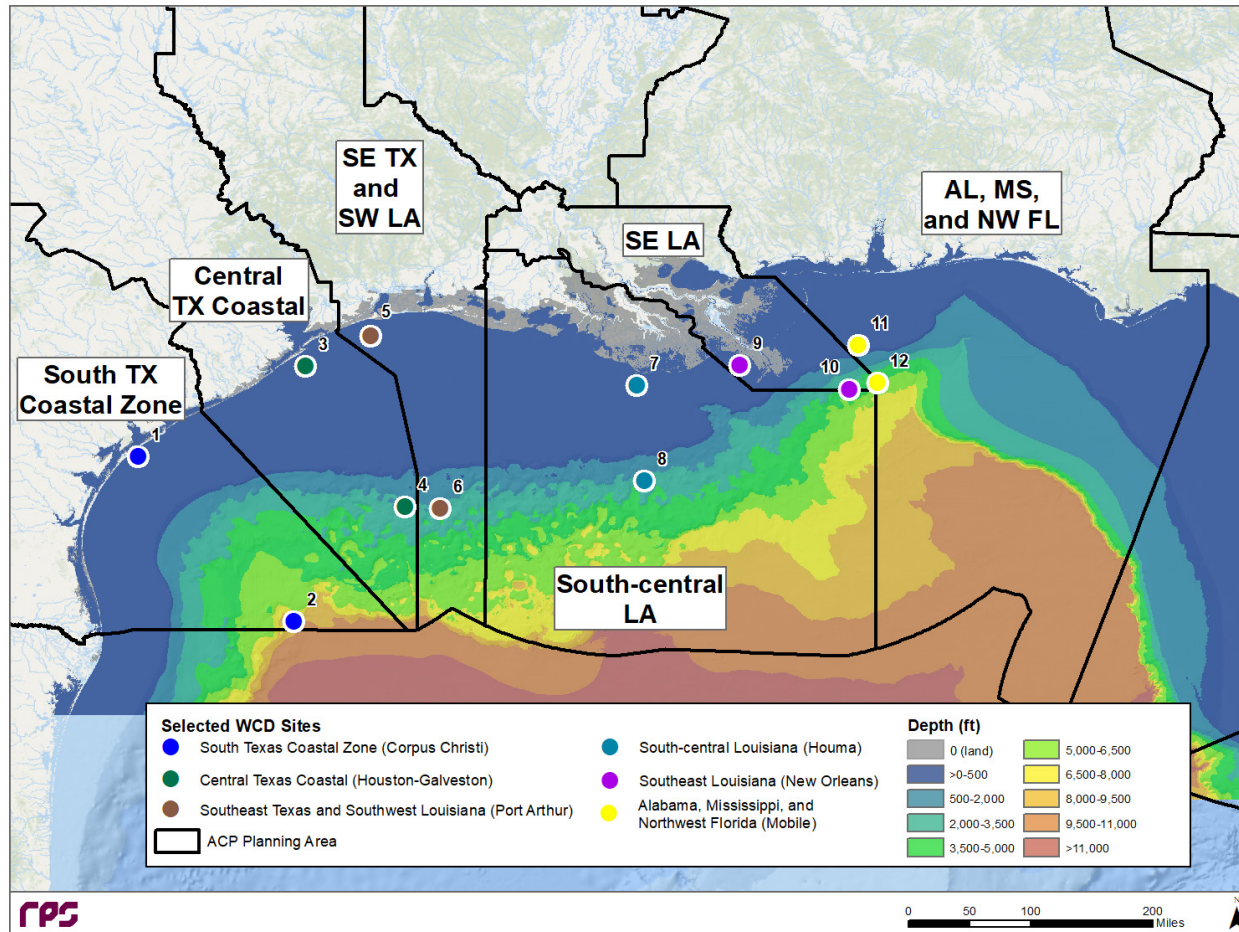 SE TX
and
SW LA
AL, MS,
and NW FL
SE LA
Central
TX Coastal
South TX
Coastal Zone
South-central
LA
1
2
3
4
5
6
7
8
9
10
11
12
Selected WCD Sites
South Texas Coastal Zone (Corpus Christi)
Central Texas Coastal (Houston-Galveston)
Southeast Texas and Southwest Louisiana (Port Arthur)
ACP Planning Area
South-central Louisiana (Houma)
Southeast Louisiana (New Orleans)
Alabama, Mississippi, and
Northwest Florida (Mobile)
Depth (ft)
0 (land)
>0-500
500-2,000
2,000-3,500
3,500-5,000
5,000-6,500
6,500-8,000
8,000-9,500
9,500-11,000
>11,000
rps
0 50 100 200
Miles
N